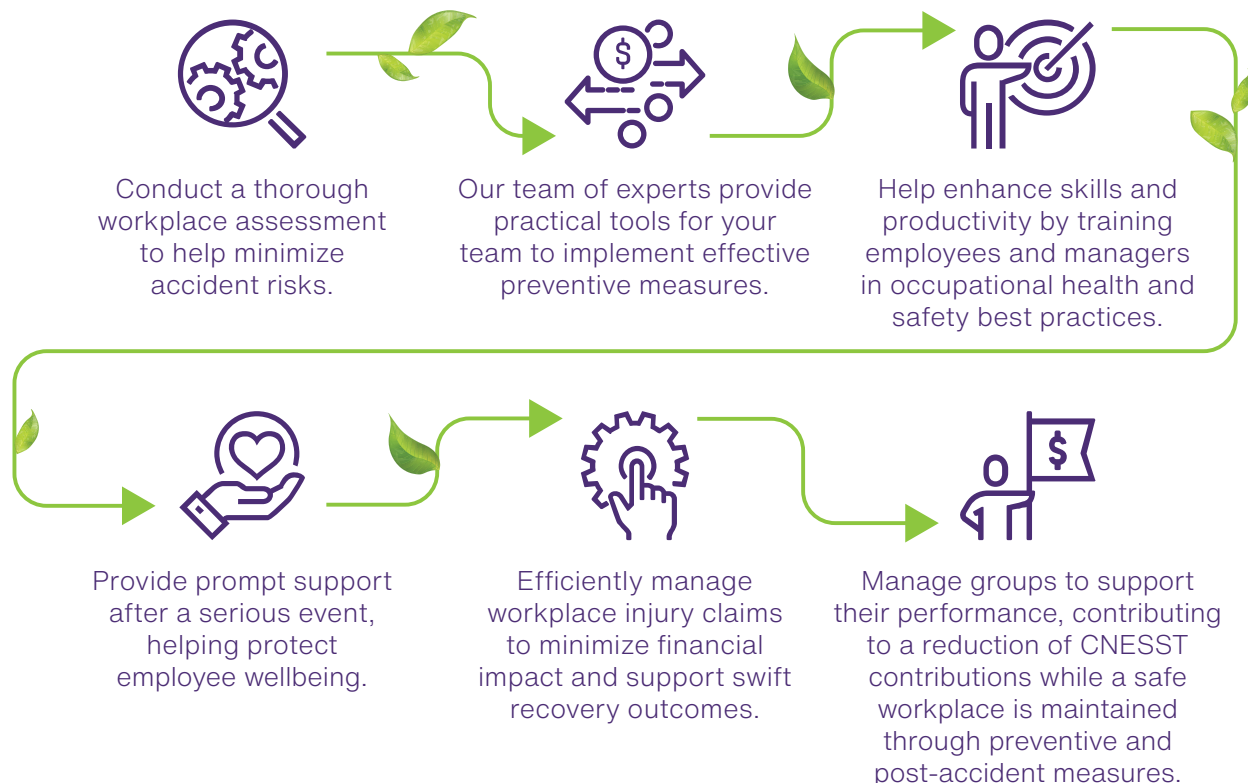 $
Conduct a thorough
workplace assessment
to help minimize
accident risks.
Our team of experts provide
practical tools for your
team to implement effective
preventive measures.
Help enhance skills and
productivity by training
employees and managers
in occupational health and
safety best practices.
Provide prompt support
after a serious event,
helping protect
employee wellbeing.
Efficiently manage
workplace injury claims
to minimize financial
impact and support swift
recovery outcomes.
$
Manage groups to support
their performance, contributing
to a reduction of CNESST
contributions while a safe
workplace is maintained
through preventive and
post-accident measures.